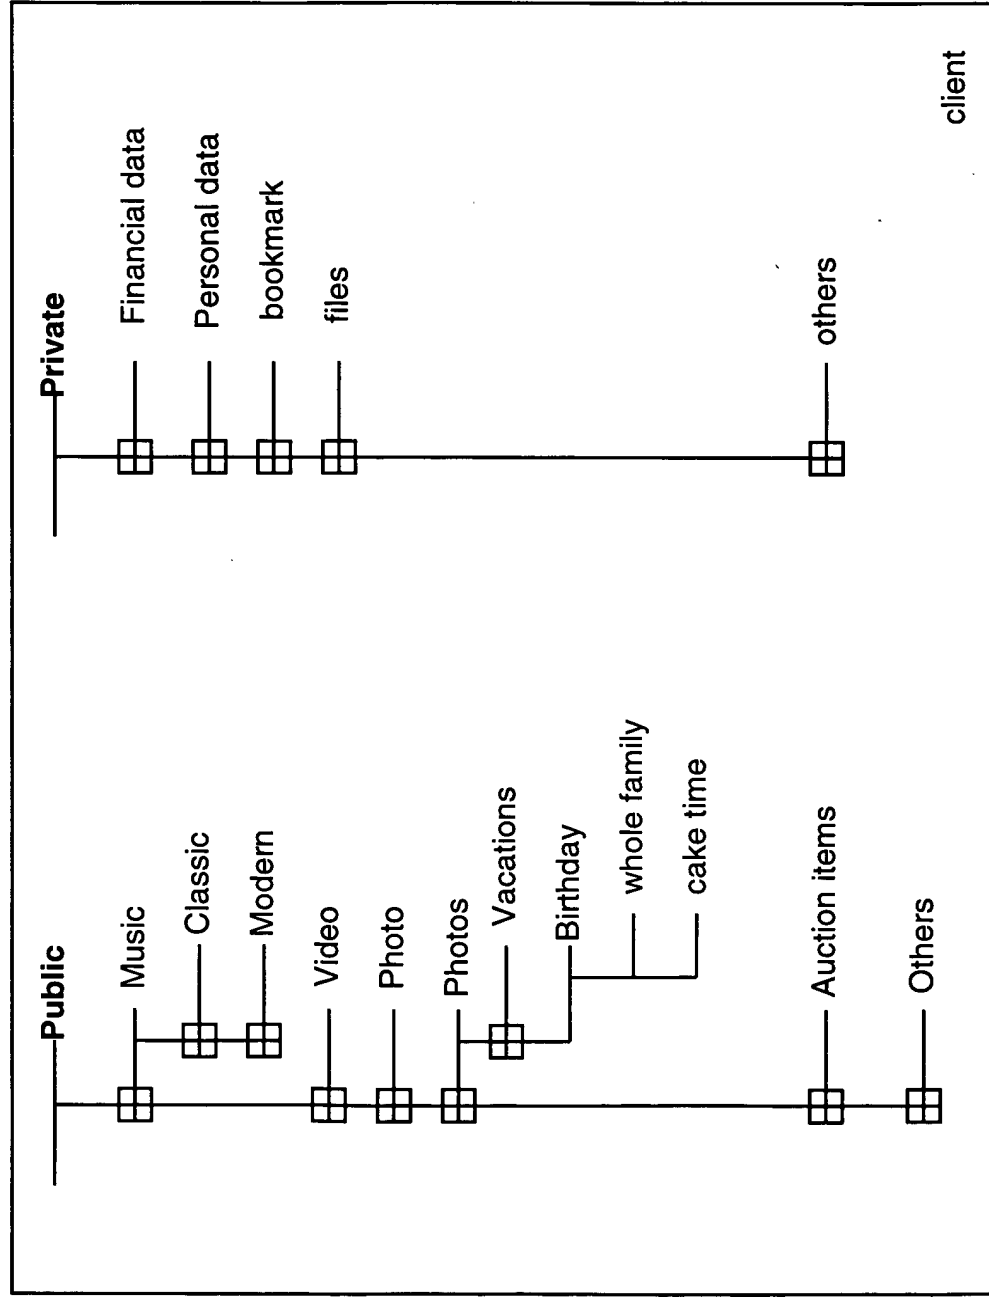 Public
Music
Classic
Modern
Video
Photo
Photos
Vacations
Birthday
whole family
cake time
Auction items
Others
Private
Financial data
Personal data
bookmark
files
others
client